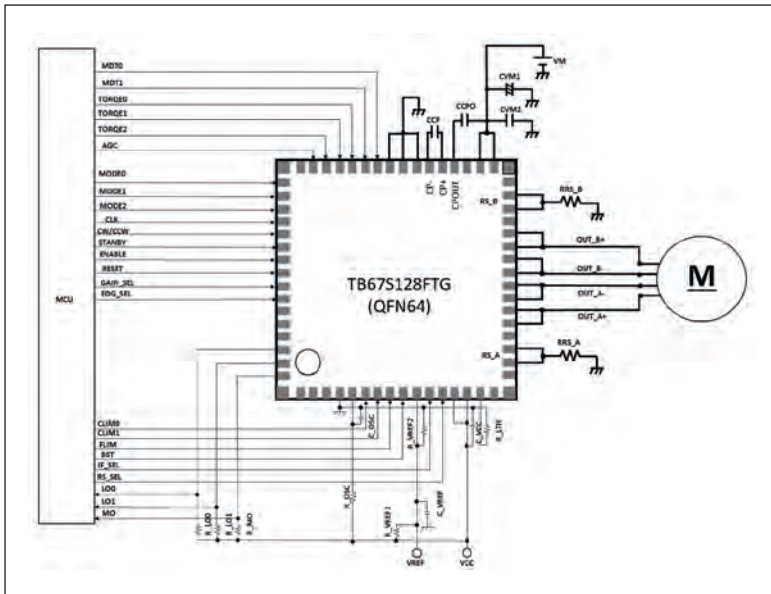 MCU
MDT0
MDT1
TORQE0
TORQE1
TORQE2
AGC
MODE0
MODE1
MODE2
CLK
CW/CCW
STANBY
ENABLE
RESET
GAIN_SEL
EDG_SEL
CLIM0
CLIM1
FLIM
BST
IF_SEL
RS_SEL
LO0
LO1
MO
VM
CVM1
CCP
CCPO
CVM2
CP-
CP+
CPOUT
RS_B
RRS_B
TB67S128FTG
(QFN64)
OUT_B+
OUT_B-
OUT_A-
OUT_A+
M
RS_A
RRS_A
R_LO0
R_LO1
R_MO
R_OSC
C_OSC
R_VREF2
R_VREF1
C_VREF
C_VCC
R_LTH
VREF
VCC